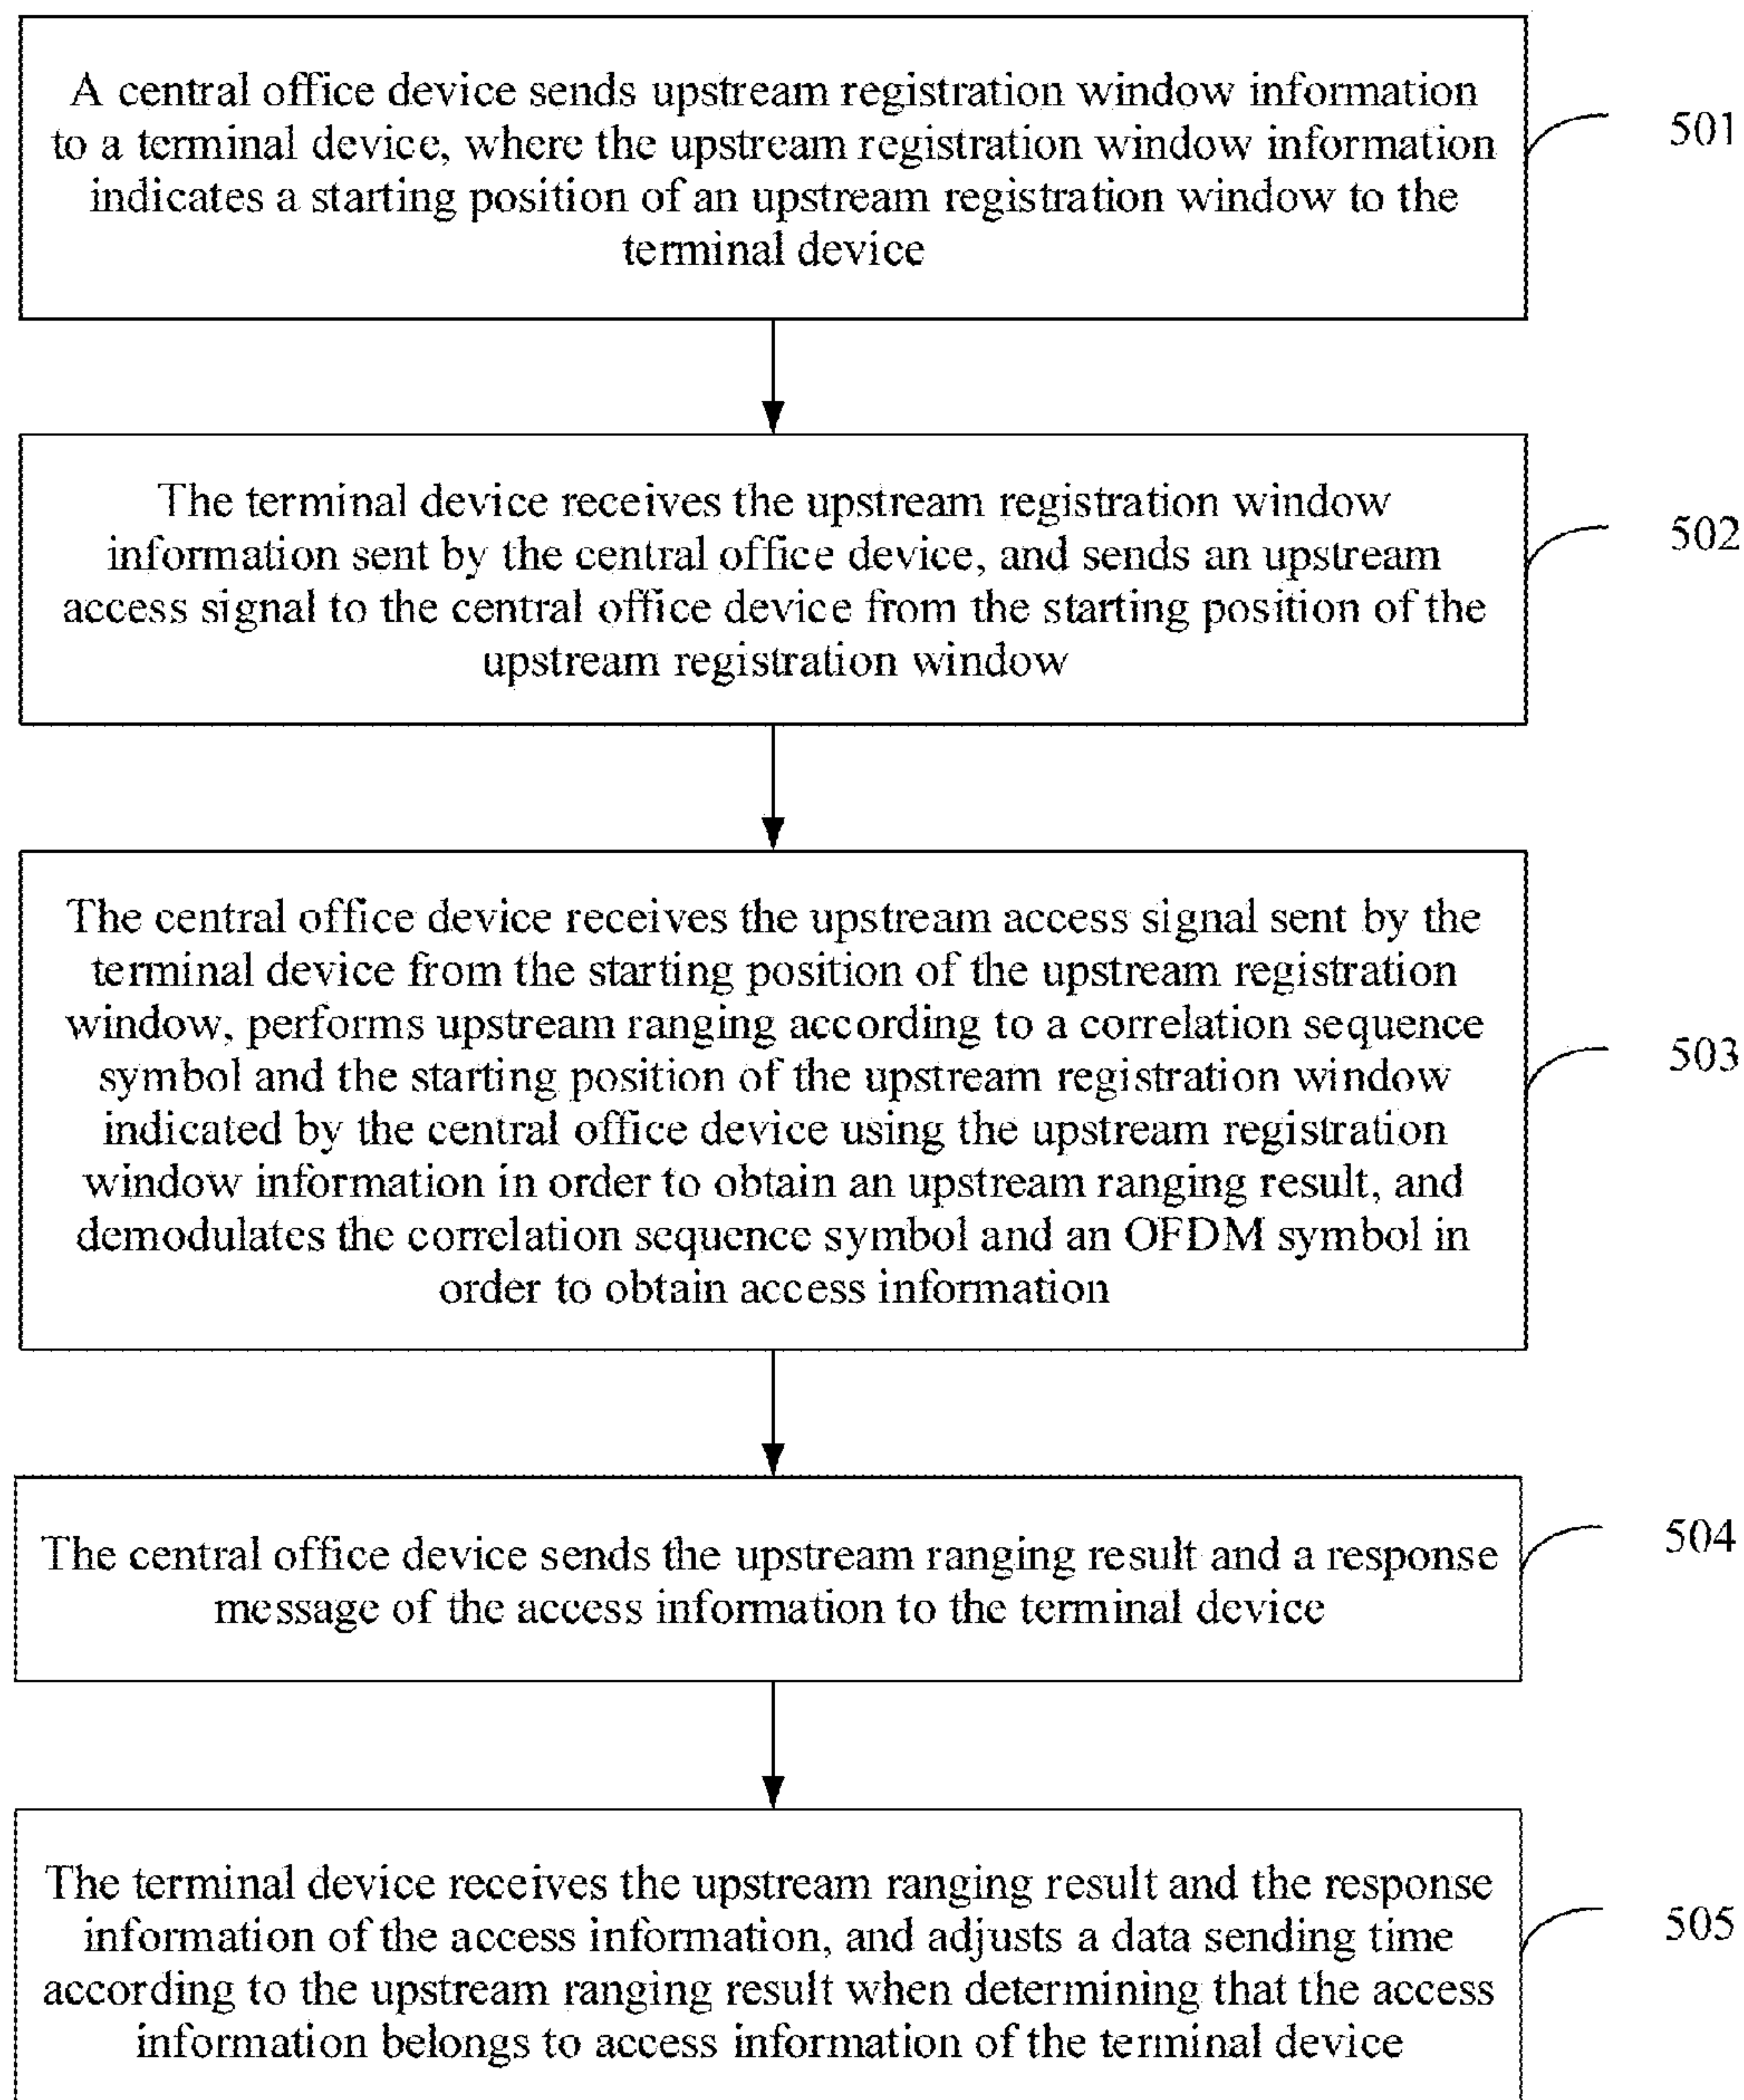 A central office device sends upstream registration window information
to a terminal device, where the upstream registration window information
indicates a starting position of an upstream registration window to the
terminal device
501
The terminal device receives the upstream registration window
information sent by the central office device, and sends an upstream
access signal to the central office device from the starting position of the
upstream registration window
502
The central office device receives the upstream access signal sent by the
terminal device from the starting position of the upstream registration
window, performs upstream ranging according to a correlation sequence
symbol and the starting position of the upstream registration window
indicated by the central office device using the upstream registration
window information in order to obtain an upstream ranging result, and
demodulates the correlation sequence symbol and an OFDM symbol in
order to obtain access information
503
The central office device sends the upstream ranging result and a response
message of the access information to the terminal device
504
The terminal device receives the upstream ranging result and the response
information of the access information, and adjusts a data sending time
according to the upstream ranging result when determining that the access
information belongs to access information of the terminal device
505